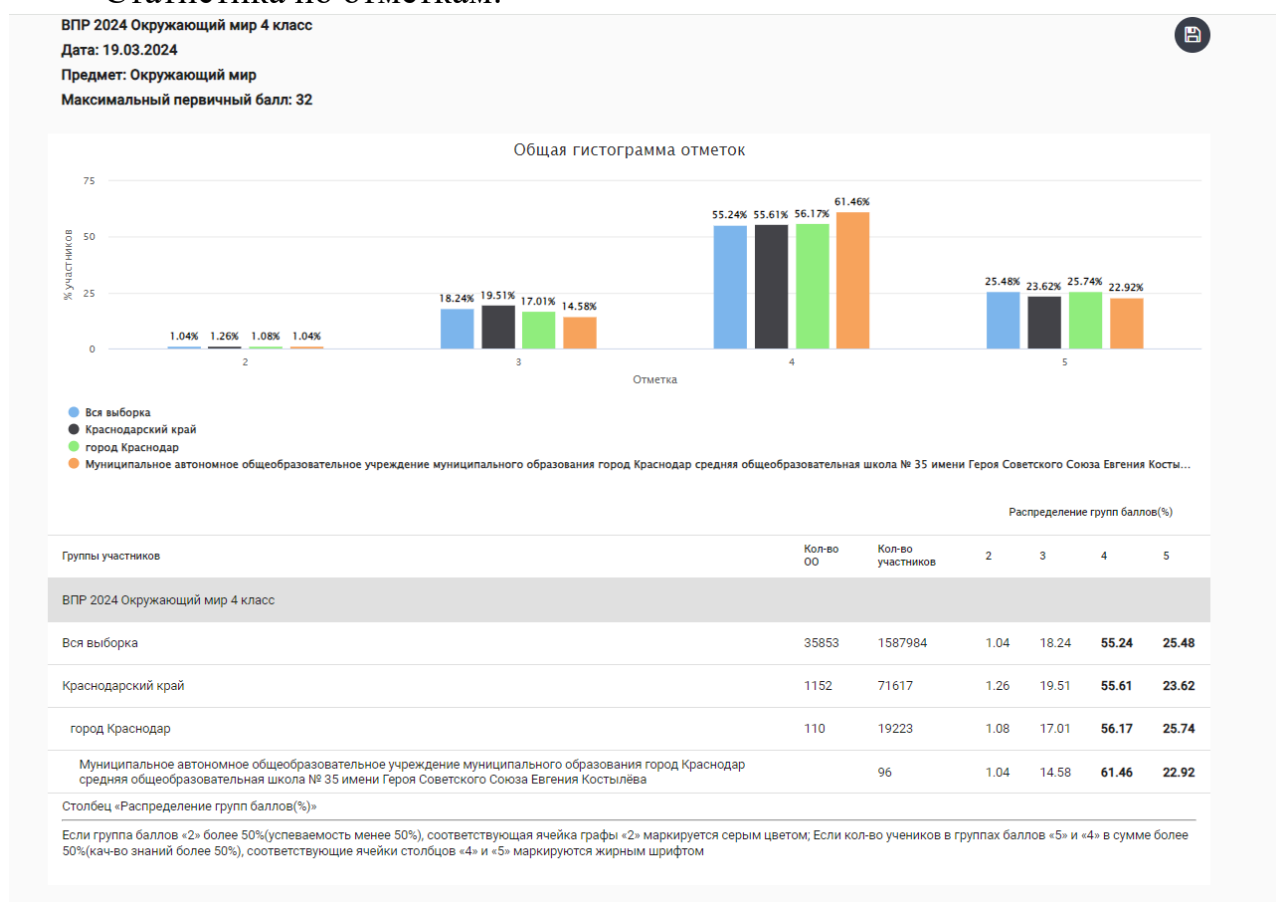 Статистика по отметкам:
ВПР 2024 Окружающий мир 4 класс
Дата: 19.03.2024
Предмет: Окружающий мир
Максимальный первичный балл: 32
Общая гистограмма отметок
75
50
25
0
% участников
1.04% 1.26% 1.08% 1.04%
18.24% 19.51% 17.01% 14.58%
55.24% 55.61% 56.17% 61.46%
25.48% 23.62% 25.74% 22.92%
2 3 4 5
Отметка
Вся выборка
Краснодарский край
город Краснодар
Муниципальное автономное общеобразовательное учреждение муниципального образования город Краснодар средняя общеобразовательная школа № 35 имени Героя Советского Союза Евгения Косты...
Распределение групп баллов(%)
Группы участников Кол-во ОО Кол-во участников 2 3 4 5
ВПР 2024 Окружающий мир 4 класс
Вся выборка 35853 1587984 1.04 18.24 55.24 25.48
Краснодарский край 1152 71617 1.26 19.51 55.61 23.62
город Краснодар 110 19223 1.08 17.01 56.17 25.74
Муниципальное автономное общеобразовательное учреждение муниципального образования город Краснодар
средняя общеобразовательная школа № 35 имени Героя Советского Союза Евгения Костылёва 96 1.04 14.58 61.46 22.92
Столбец «Распределение групп баллов(%)»
Если группа баллов «2» более 50%(успеваемость менее 50%), соответствующая ячейка графы «2» маркируется серым цветом; Если кол-во учеников в группах баллов «5» и «4» в сумме более
50%(кач-во знаний более 50%), соответствующие ячейки столбцов «4» и «5» маркируются жирным шрифтом